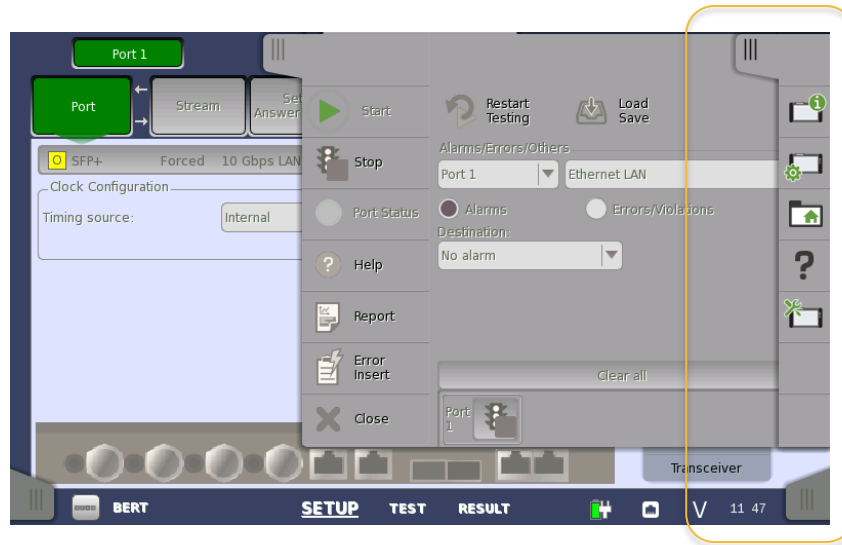 Port 1
Port
Stream
Set
Answer
Start
Restart
Testing
Load
Save
O SFP+ Forced 10 Gbps LAN
Clock Configuration
Timing source: Internal
Stop
Port Status
Help
Report
Error
Insert
Close
Alarms/Errors/Others
Port 1 Ethernet LAN
Alarms Errors/Violations
Destination:
No alarm
Clear all
Port
1
?
Transceiver
BERT SETUP TEST RESULT V 11 47